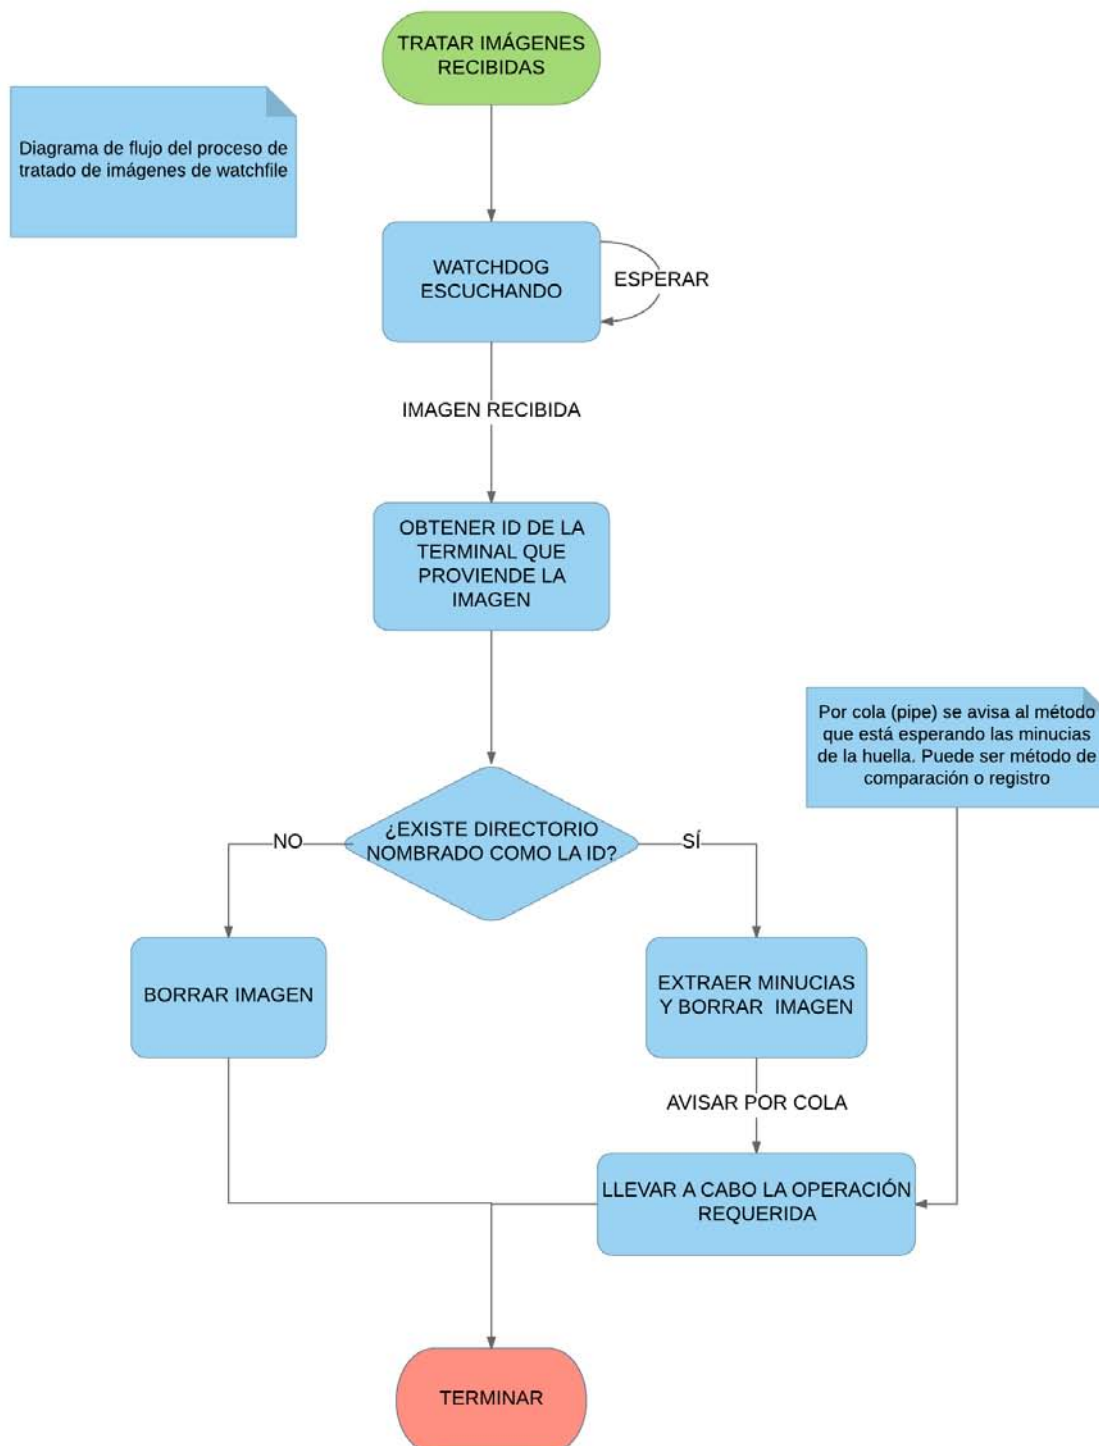 TRATAR IMÁGENES
RECIBIDAS
Diagrama de flujo del proceso de
tratado de imágenes de watchfile
WATCHDOG
ESCUCHANDO
ESPERAR
IMAGEN RECIBIDA
OBTENER ID DE LA
TERMINAL QUE
PROVIENDE LA
IMAGEN
Por cola (pipe) se avisa al método
que está esperando las minucias
de la huella. Puede ser método de
comparación o registro
¿EXISTE DIRECTORIO
NOMBRADO COMO LA ID?
NO
SÍ
BORRAR IMAGEN
EXTRAER MINUCIAS
Y BORRAR  IMAGEN
AVISAR POR COLA
LLEVAR A CABO LA OPERACIÓN
REQUERIDA
TERMINAR